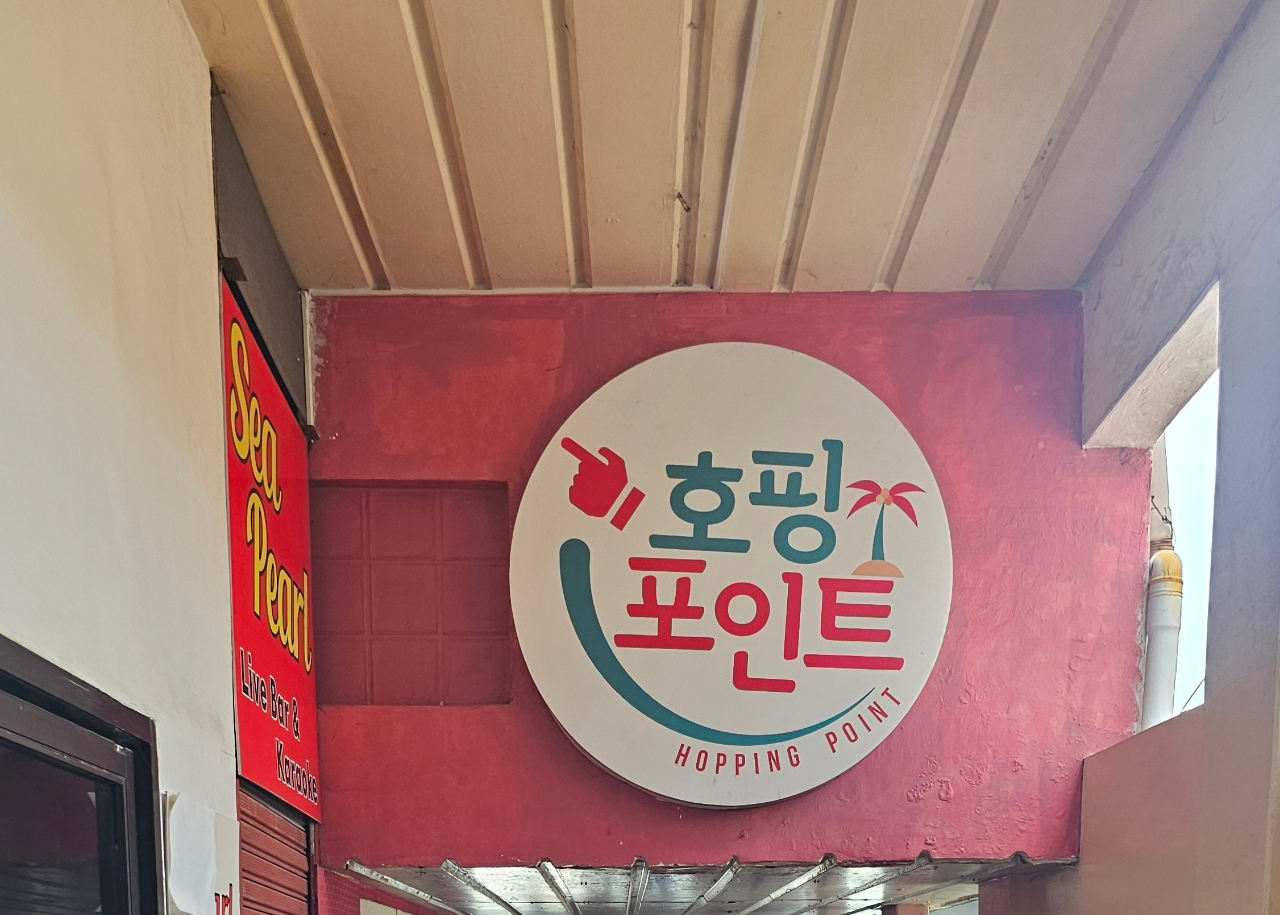 Sea
Pearl
Live Bar &
Karaoke
호핑
포인트
HOPPING POINT